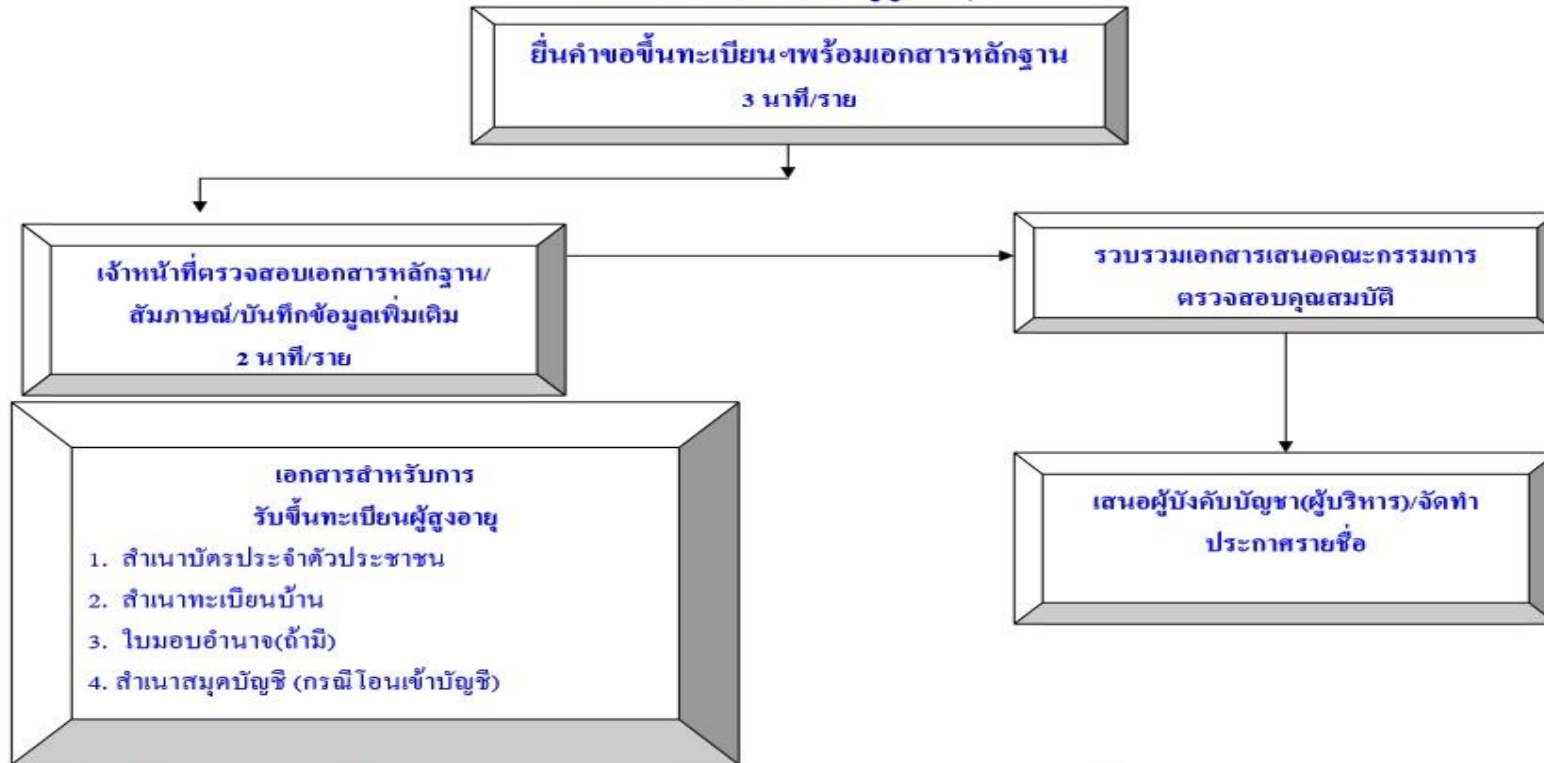 ยื่นคำขอขึ้นทะเบียนฯพร้อมเอกสารหลักฐาน
3 นาที/ราย
เจ้าหน้าที่ตรวจสอบเอกสารหลักฐาน/
สัมภาษณ์/บันทึกข้อมูลเพิ่มเติม
2 นาที/ราย
รวบรวมเอกสารเสนอคณะกรรมการ
ตรวจสอบคุณสมบัติ
เอกสารสำหรับการ
รับขึ้นทะเบียนผู้สูงอายุ
1. สำเนาบัตรประจำตัวประชาชน
2. สำเนาทะเบียนบ้าน
3. ใบมอบอำนาจ(ถ้ามี)
4. สำเนาสมุดบัญชี (กรณีโอนเข้าบัญชี)
เสนอผู้บังคับบัญชา(ผู้บริหาร)/จัดทำ
ประกาศรายชื่อ